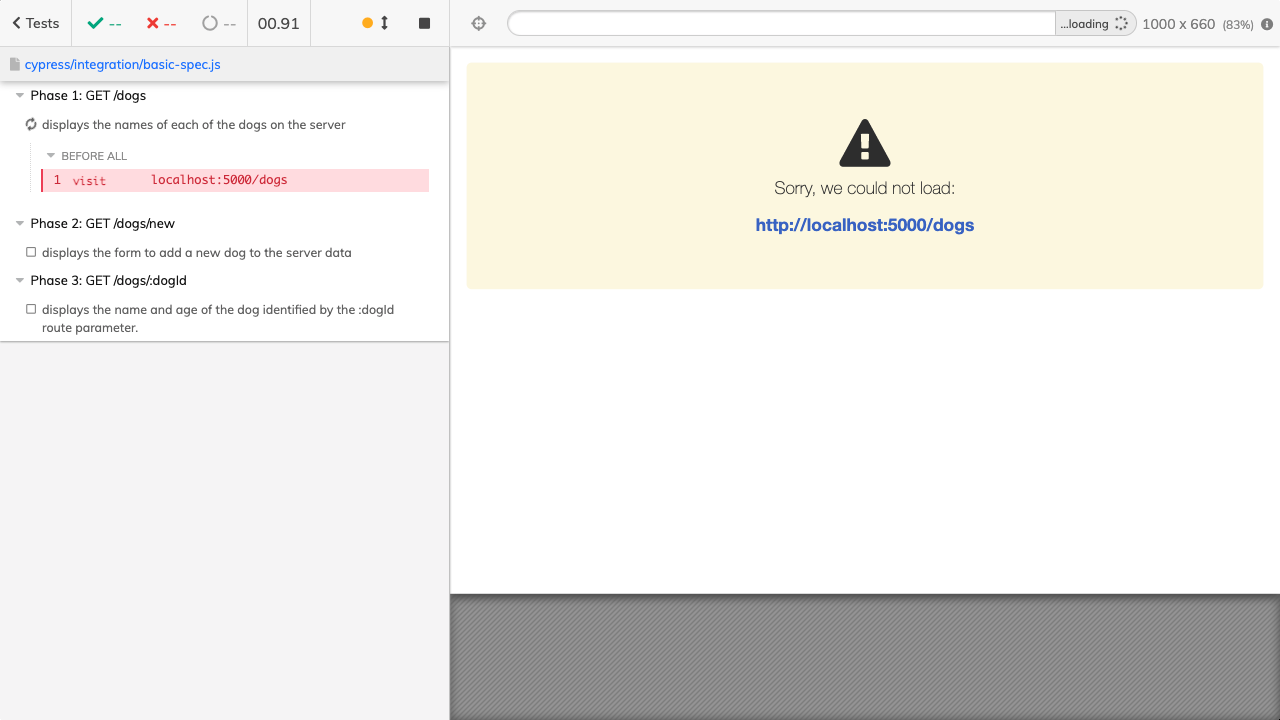 Tests -- -- -- 00.91
...loading 1000 x 660 (83%)
cypress/integration/basic-spec.js
Phase 1: GET /dogs
displays the names of each of the dogs on the server
BEFORE ALL
1 visit localhost:5000/dogs
Phase 2: GET /dogs/new
displays the form to add a new dog to the server data
Phase 3: GET /dogs/:dogId
displays the name and age of the dog identified by the :dogId
route parameter.
Sorry, we could not load:
http://localhost:5000/dogs